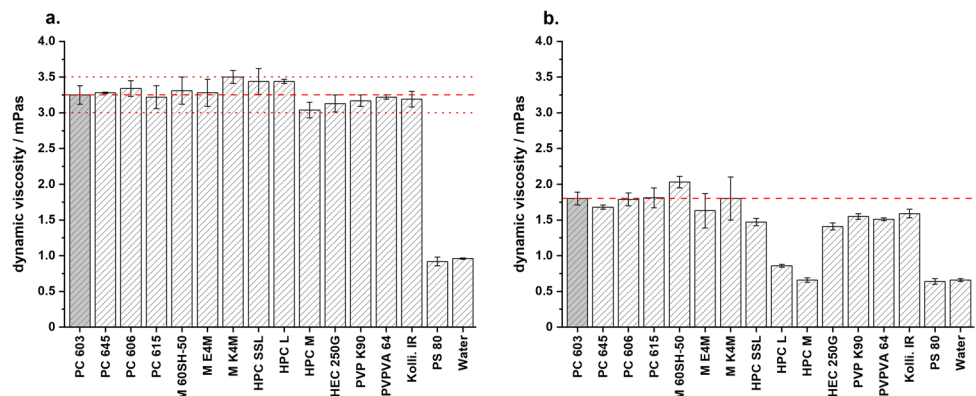 a.
dynamic viscosity / mPas
4.0
3.5
3.0
2.5
2.0
1.5
1.0
0.5
0
PC 603
PC 645
PC 606
PC 615
M 60SH-50
M E4M
M K4M
HPC SSL
HPC L
HPC M
HEC 250G
PVP K90
PVPVA 64
Kolli. IR
PS 80
Water
b.
dynamic viscosity / mPas
4.0
3.5
3.0
2.5
2.0
1.5
1.0
0.5
0
PC 603
PC 645
PC 606
PC 615
M 60SH-50
M E4M
M K4M
HPC SSL
HPC L
HPC M
HEC 250G
PVP K90
PVPVA 64
Kolli. IR
PS 80
Water